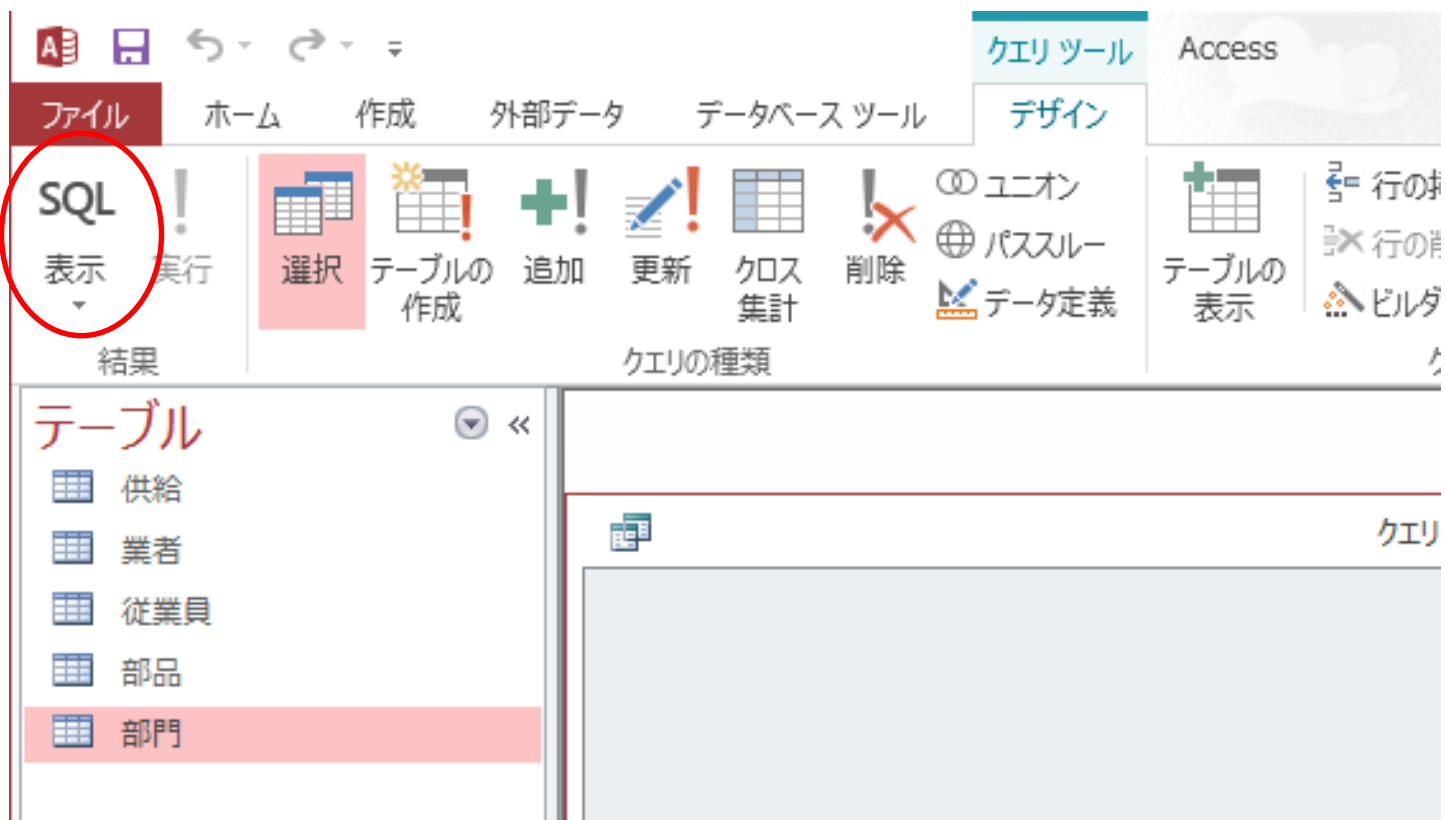 クエリ ツール Access
ファイル ホーム 作成 外部データ データベース ツール デザイン
SQL
表示
実行
選択
テーブルの
作成
追加
更新
クロス
集計
削除
ユニオン
パススルー
データ定義
テーブルの
表示
行の
行の
ビルダ
結果
クエリの種類
テーブル
供給
業者
従業員
部品
部門
クエリ